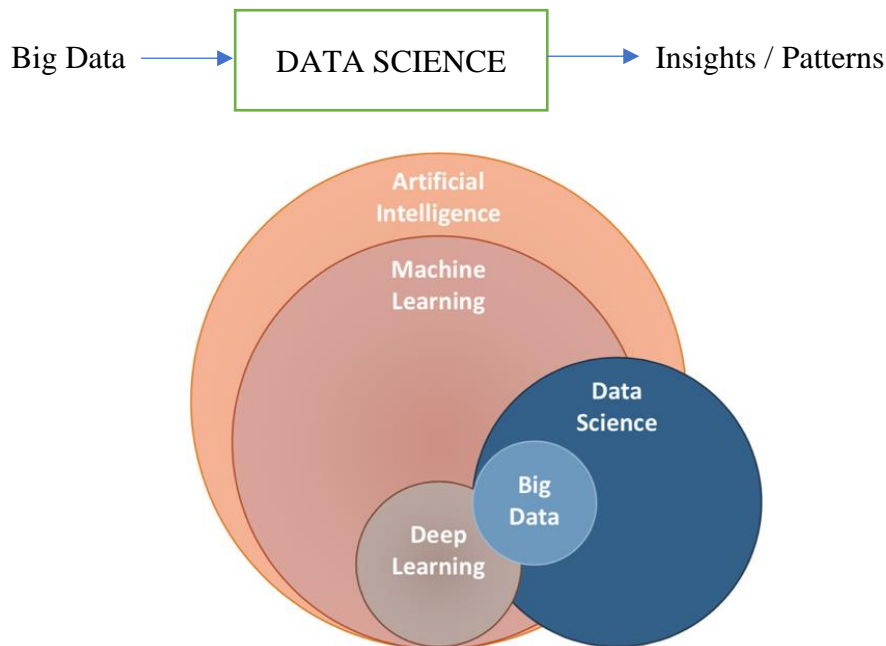 Big Data
DATA SCIENCE
Insights / Patterns
Artificial
Intelligence
Machine
Learning
Data
Science
Big
Data
Deep
Learning